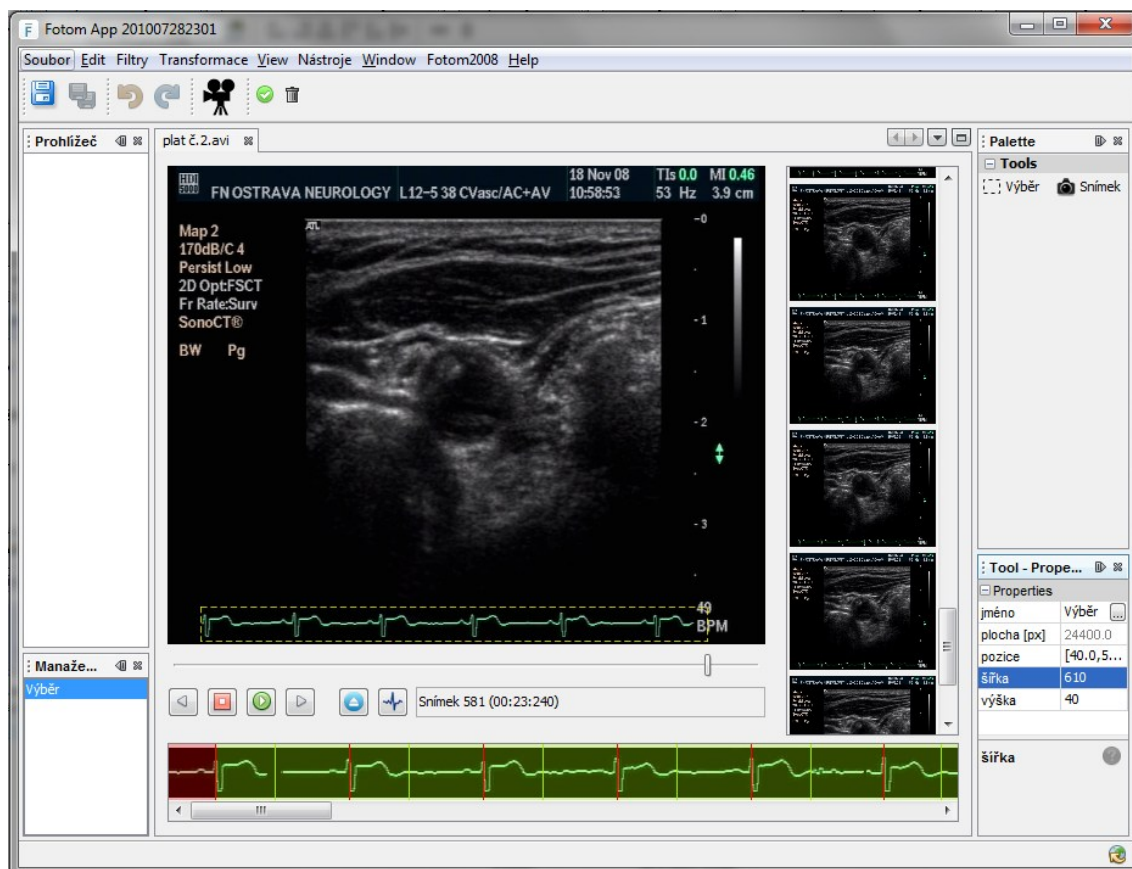 Fotom App 201007282301
Soubor Edit Filtry Transformace View Nástroje Window Fotom2008 Help
Prohlížeč
plat č.2.avi
HDI 5000
FN OSTRAVA NEUROLOGY L12-5 38 CVasc/AC+AV
18 Nov 08
10:58:53
TIs 0.0 MI 0.46
53 Hz 3.9 cm
Map 2
170dB/C 4
Persist Low
2D Opt:FSCT
Fr Rate:Surv
SonoCT®
BW Pg
ATL
0
1
2
3
49
BPM
Snímek 581 (00:23:240)
Palette
Tools
Výběr Snímek
Tool - Prope...
Properties
jméno Výběr ...
plocha [px] 24400.0
pozice [40.0,5...
šířka 610
výška 40
šířka
Manaže...
Výběr